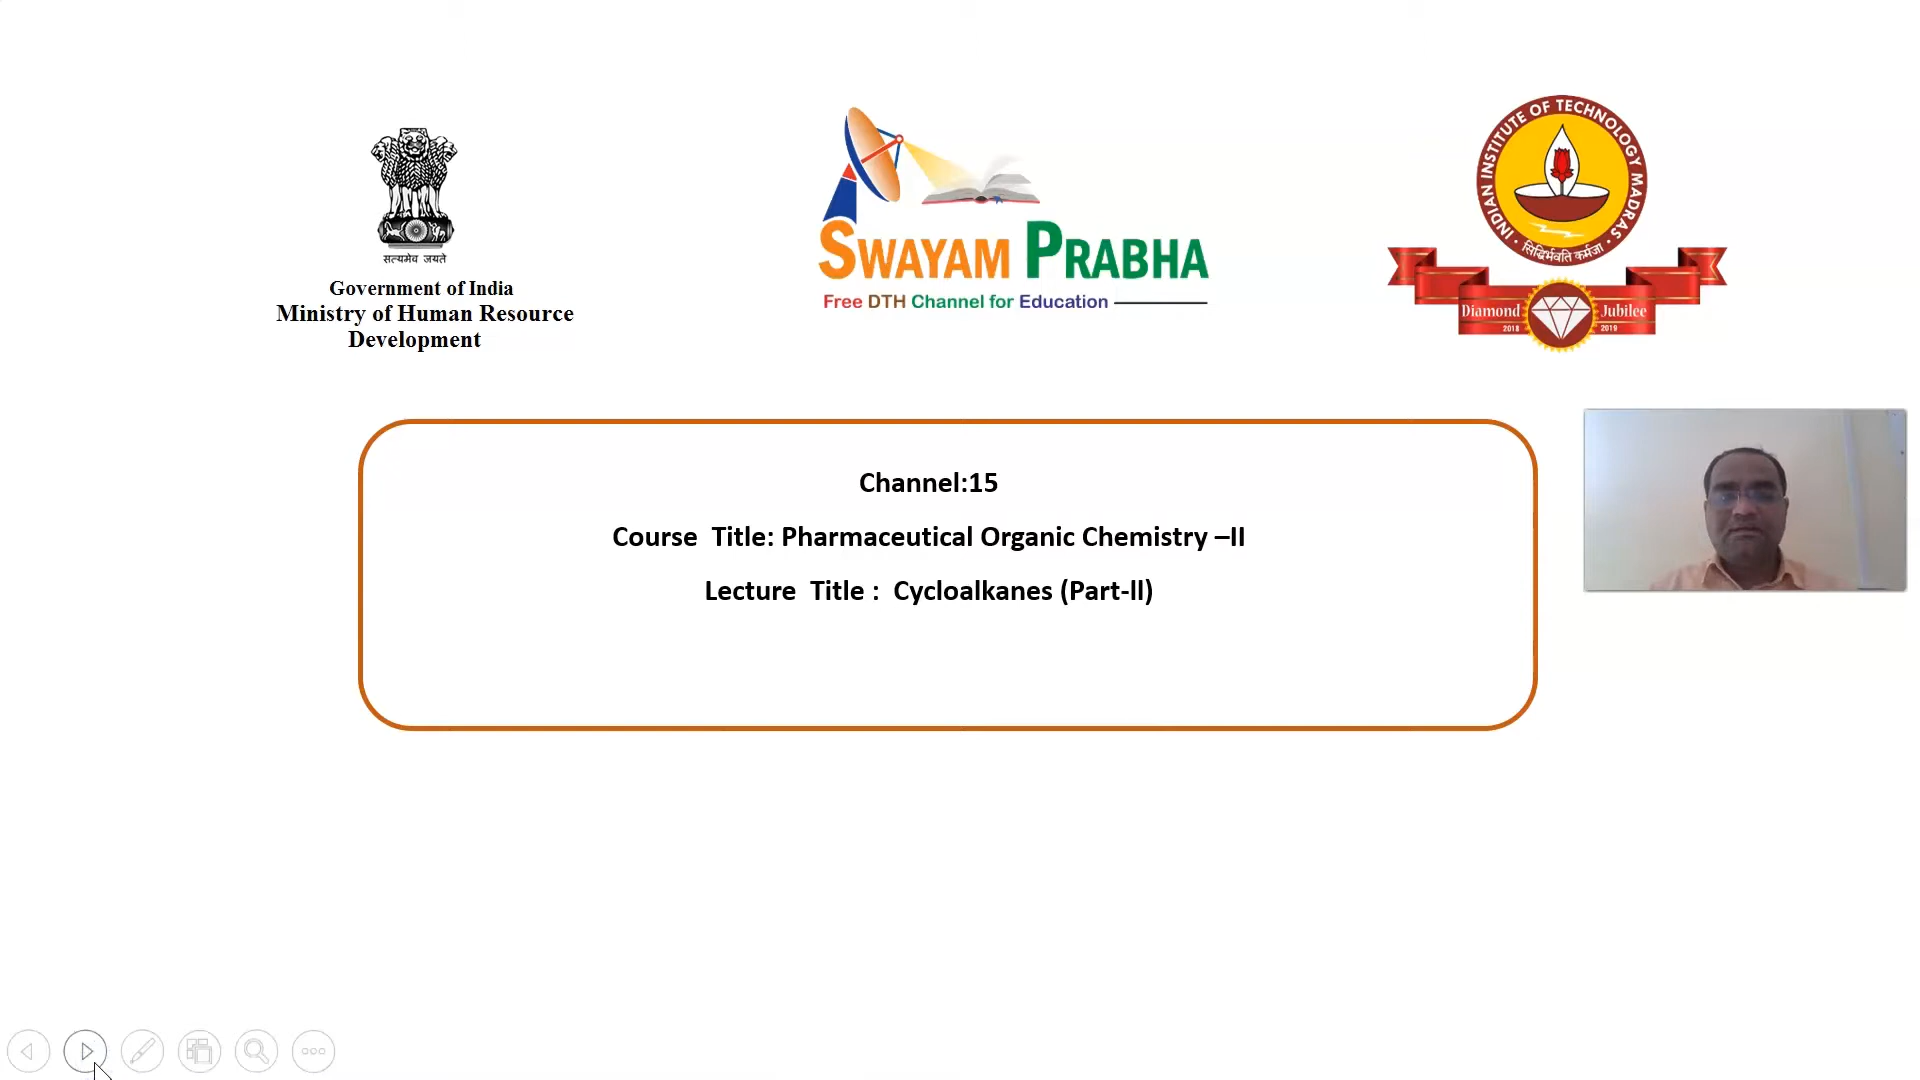 सत्यमेव जयते
Government of India
Ministry of Human Resource
Development
SWAYAM PRABHA
Free DTH Channel for Education
INDIAN INSTITUTE OF TECHNOLOGY MADRAS
सिद्धिर्भवति कर्मजा
Diamond Jubilee
2018 2019
Channel:15
Course Title: Pharmaceutical Organic Chemistry –II
Lecture Title : Cycloalkanes (Part-ll)